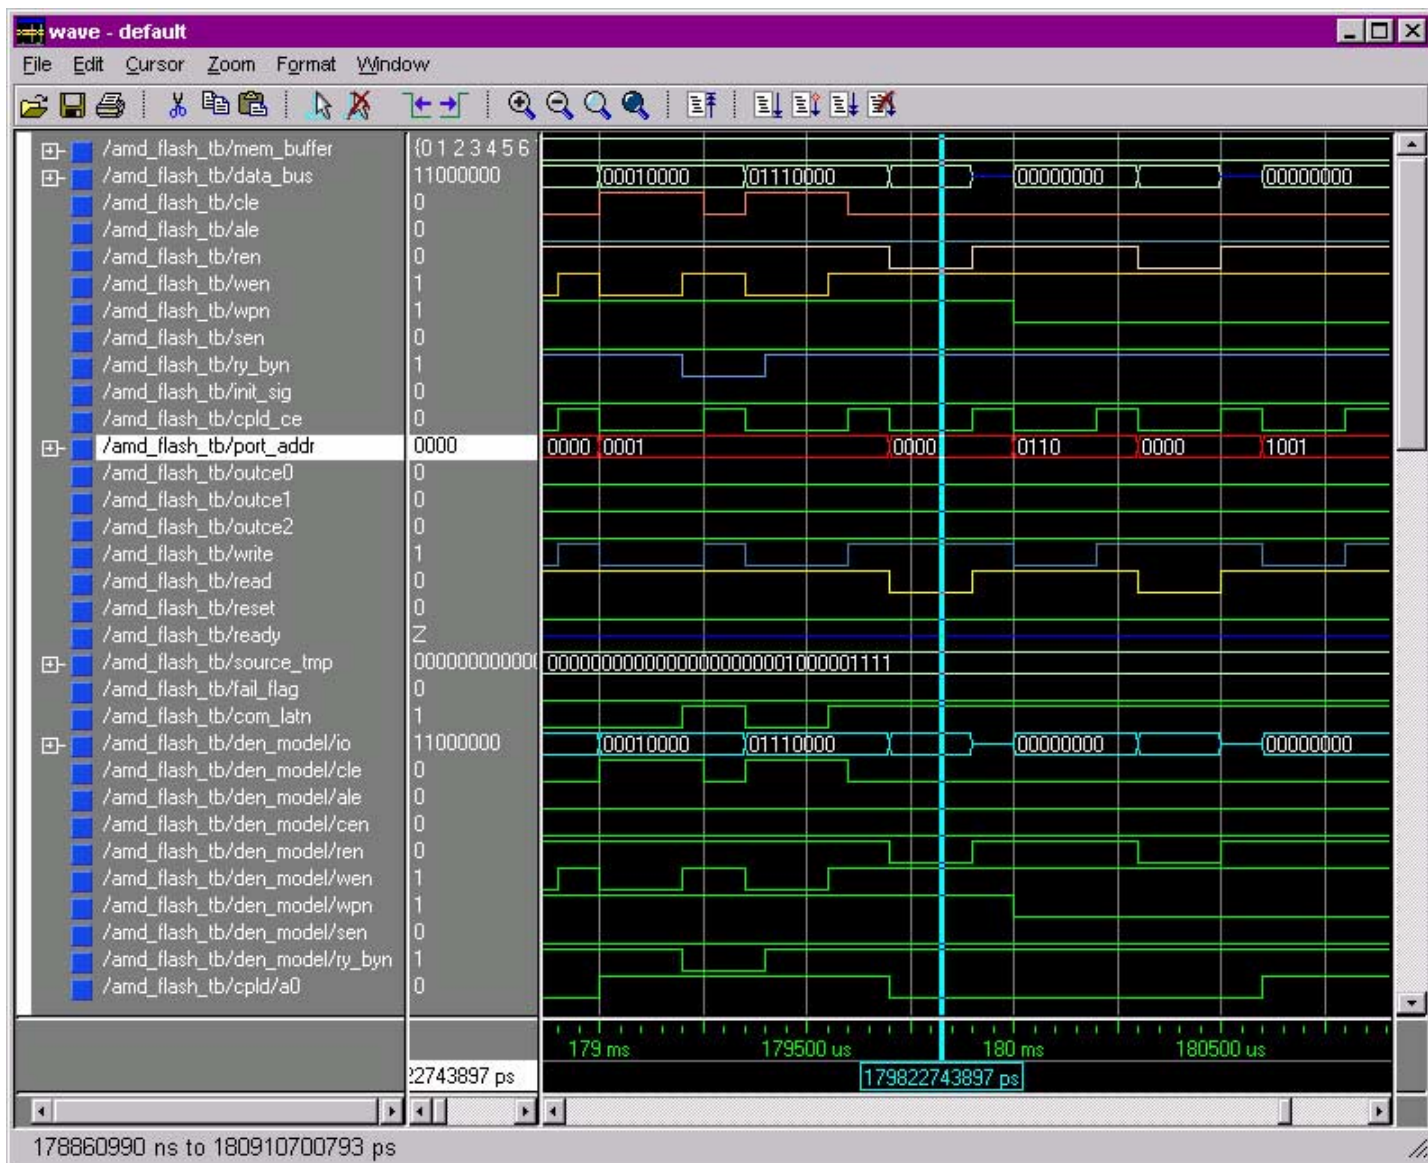 wave - default
File Edit Cursor Zoom Format Window
/amd_flash_tb/mem_buffer {0 1 2 3 4 5 6
/amd_flash_tb/data_bus 11000000 00010000 01110000 00000000 00000000
/amd_flash_tb/cle 0
/amd_flash_tb/ale 0
/amd_flash_tb/ren 0
/amd_flash_tb/wen 1
/amd_flash_tb/wpn 1
/amd_flash_tb/sen 0
/amd_flash_tb/ry_byn 1
/amd_flash_tb/init_sig 0
/amd_flash_tb/cpld_ce 0
/amd_flash_tb/port_addr 0000 0000 0001 0000 0110 0000 1001
/amd_flash_tb/outce0 0
/amd_flash_tb/outce1 0
/amd_flash_tb/outce2 0
/amd_flash_tb/write 1
/amd_flash_tb/read 0
/amd_flash_tb/reset 0
/amd_flash_tb/ready Z
/amd_flash_tb/source_tmp 000000000000 00000000000000000000001000001111
/amd_flash_tb/fail_flag 0
/amd_flash_tb/com_latn 1
/amd_flash_tb/den_model/io 11000000 00010000 01110000 00000000 00000000
/amd_flash_tb/den_model/cle 0
/amd_flash_tb/den_model/ale 0
/amd_flash_tb/den_model/cen 0
/amd_flash_tb/den_model/ren 0
/amd_flash_tb/den_model/wen 1
/amd_flash_tb/den_model/wpn 1
/amd_flash_tb/den_model/sen 0
/amd_flash_tb/den_model/ry_byn 1
/amd_flash_tb/cpld/a0 0
179 ms 179500 us 180 ms 180500 us
22743897 ps 179822743897 ps
178860990 ns to 180910700793 ps